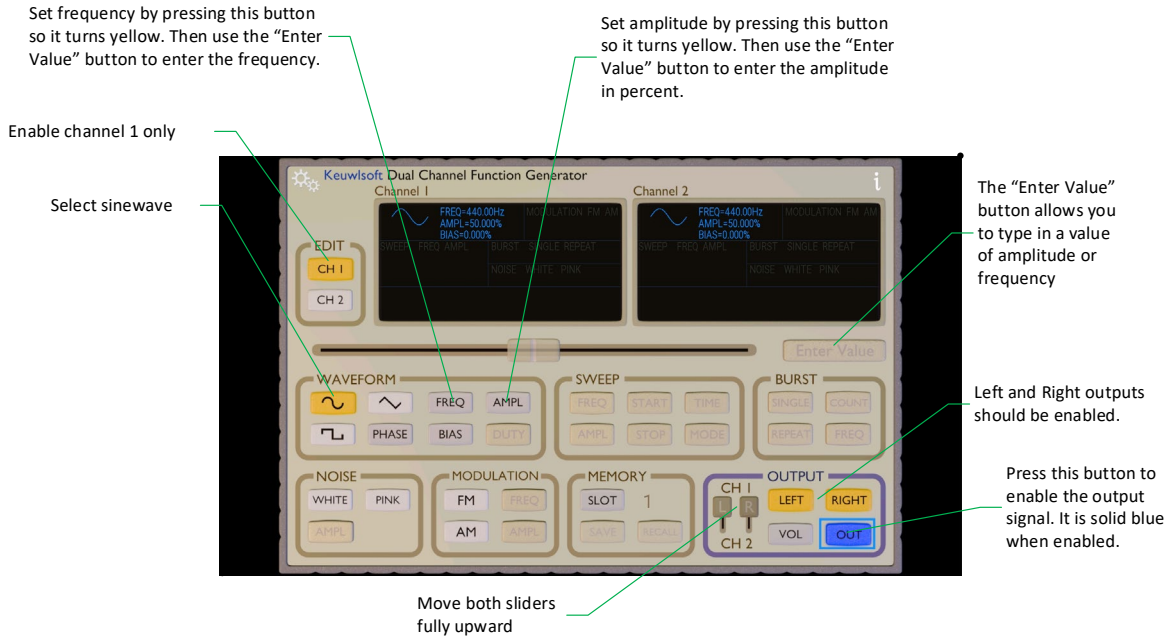 Set frequency by pressing this button
so it turns yellow. Then use the “Enter
Value” button to enter the frequency.
Set amplitude by pressing this button
so it turns yellow. Then use the “Enter
Value” button to enter the amplitude
in percent.
Enable channel 1 only
Select sinewave
The “Enter Value”
button allows you
to type in a value
of amplitude or
frequency
Left and Right outputs
should be enabled.
Press this button to
enable the output
signal. It is solid blue
when enabled.
Move both sliders
fully upward
Keuwlsoft Dual Channel Function Generator
i
Channel 1
Channel 2
FREQ=440.00Hz
AMPL=50.000%
BIAS=0.000%
MODULATION FM AM
SWEEP FREQ AMPL
BURST SINGLE REPEAT
NOISE WHITE PINK
FREQ=440.00Hz
AMPL=50.000%
BIAS=0.000%
MODULATION FM AM
SWEEP FREQ AMPL
BURST SINGLE REPEAT
NOISE WHITE PINK
EDIT
CH 1
CH 2
Enter Value
WAVEFORM
FREQ AMPL
PHASE BIAS DUTY
SWEEP
FREQ START TIME
AMPL STOP MODE
BURST
SINGLE COUNT
REPEAT FREQ
NOISE
WHITE PINK
AMPL
MODULATION
FM FREQ
AM AMPL
MEMORY
SLOT 1
SAVE RECALL
OUTPUT
CH 1
L R
CH 2
LEFT RIGHT
VOL OUT